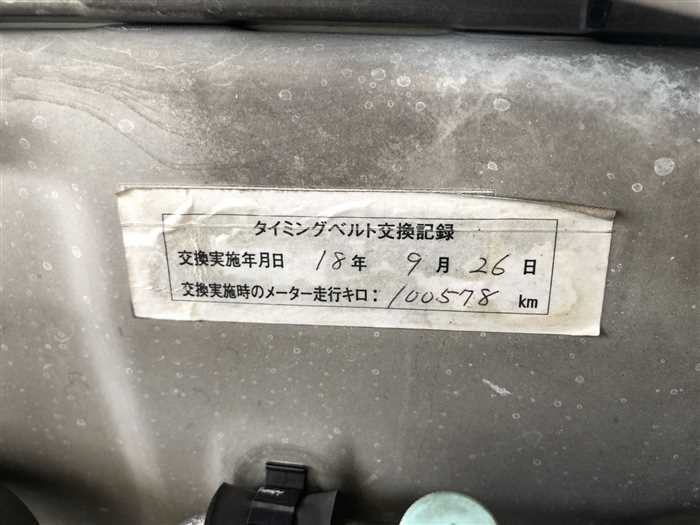 タイミングベルト交換記録
交換実施年月日 18年 9月 26日
交換実施時のメーター走行キロ：100578 km